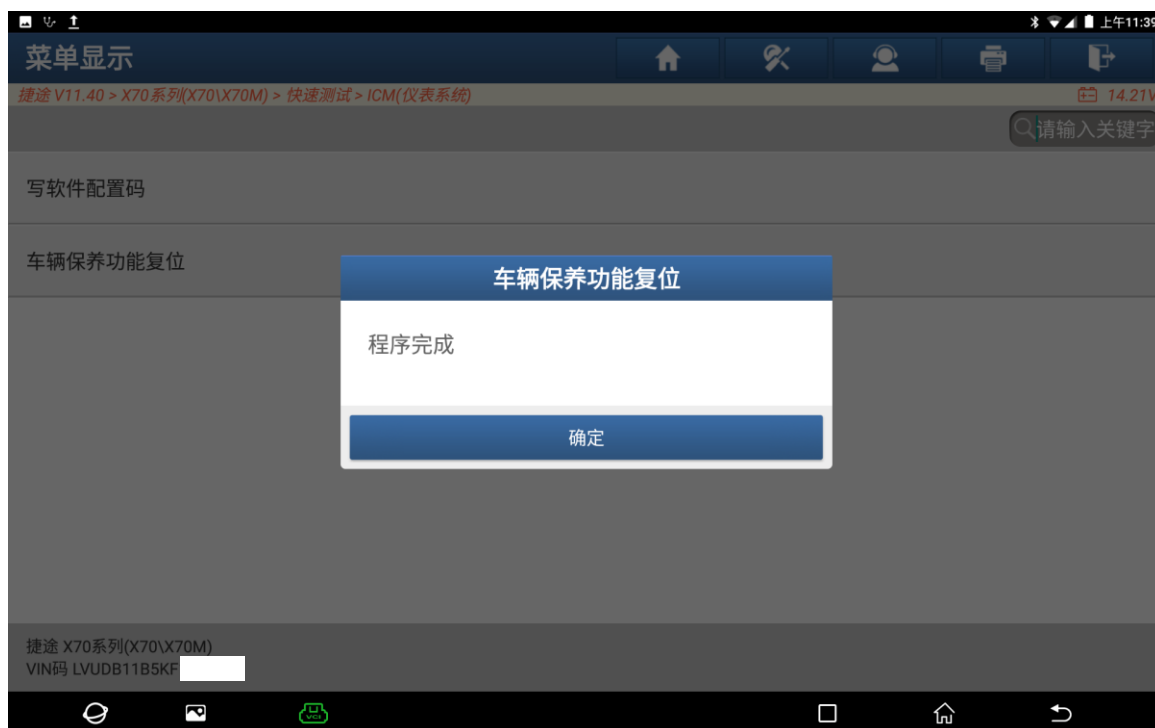 上午11:39
菜单显示
捷途 V11.40 > X70系列(X70\X70M) > 快速测试 > ICM(仪表系统)
14.21V
请输入关键字
写软件配置码
车辆保养功能复位
车辆保养功能复位
程序完成
确定
捷途 X70系列(X70\X70M)
VIN码 LVUDB11B5KF
VCI